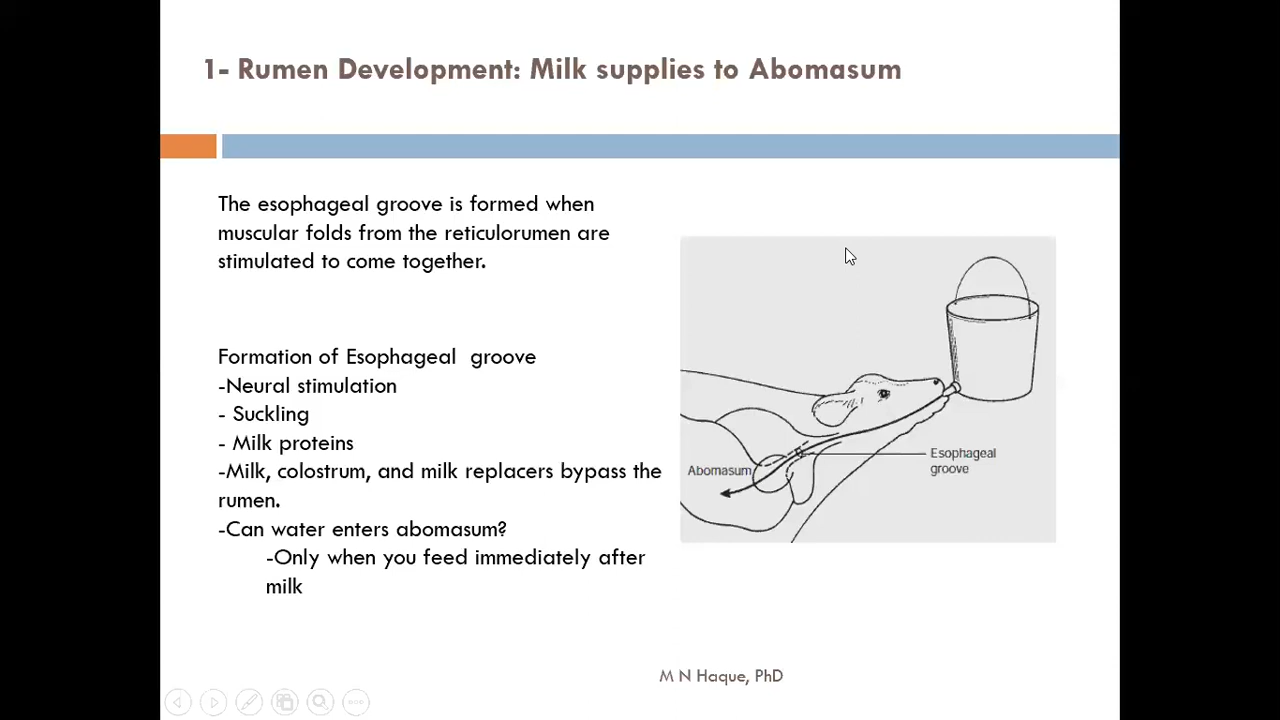 1- Rumen Development: Milk supplies to Abomasum
The esophageal groove is formed when
muscular folds from the reticulorumen are
stimulated to come together.
Formation of Esophageal  groove
-Neural stimulation
- Suckling
- Milk proteins
-Milk, colostrum, and milk replacers bypass the
rumen.
-Can water enters abomasum?
-Only when you feed immediately after
milk
Abomasum
Esophageal
groove
M N Haque, PhD